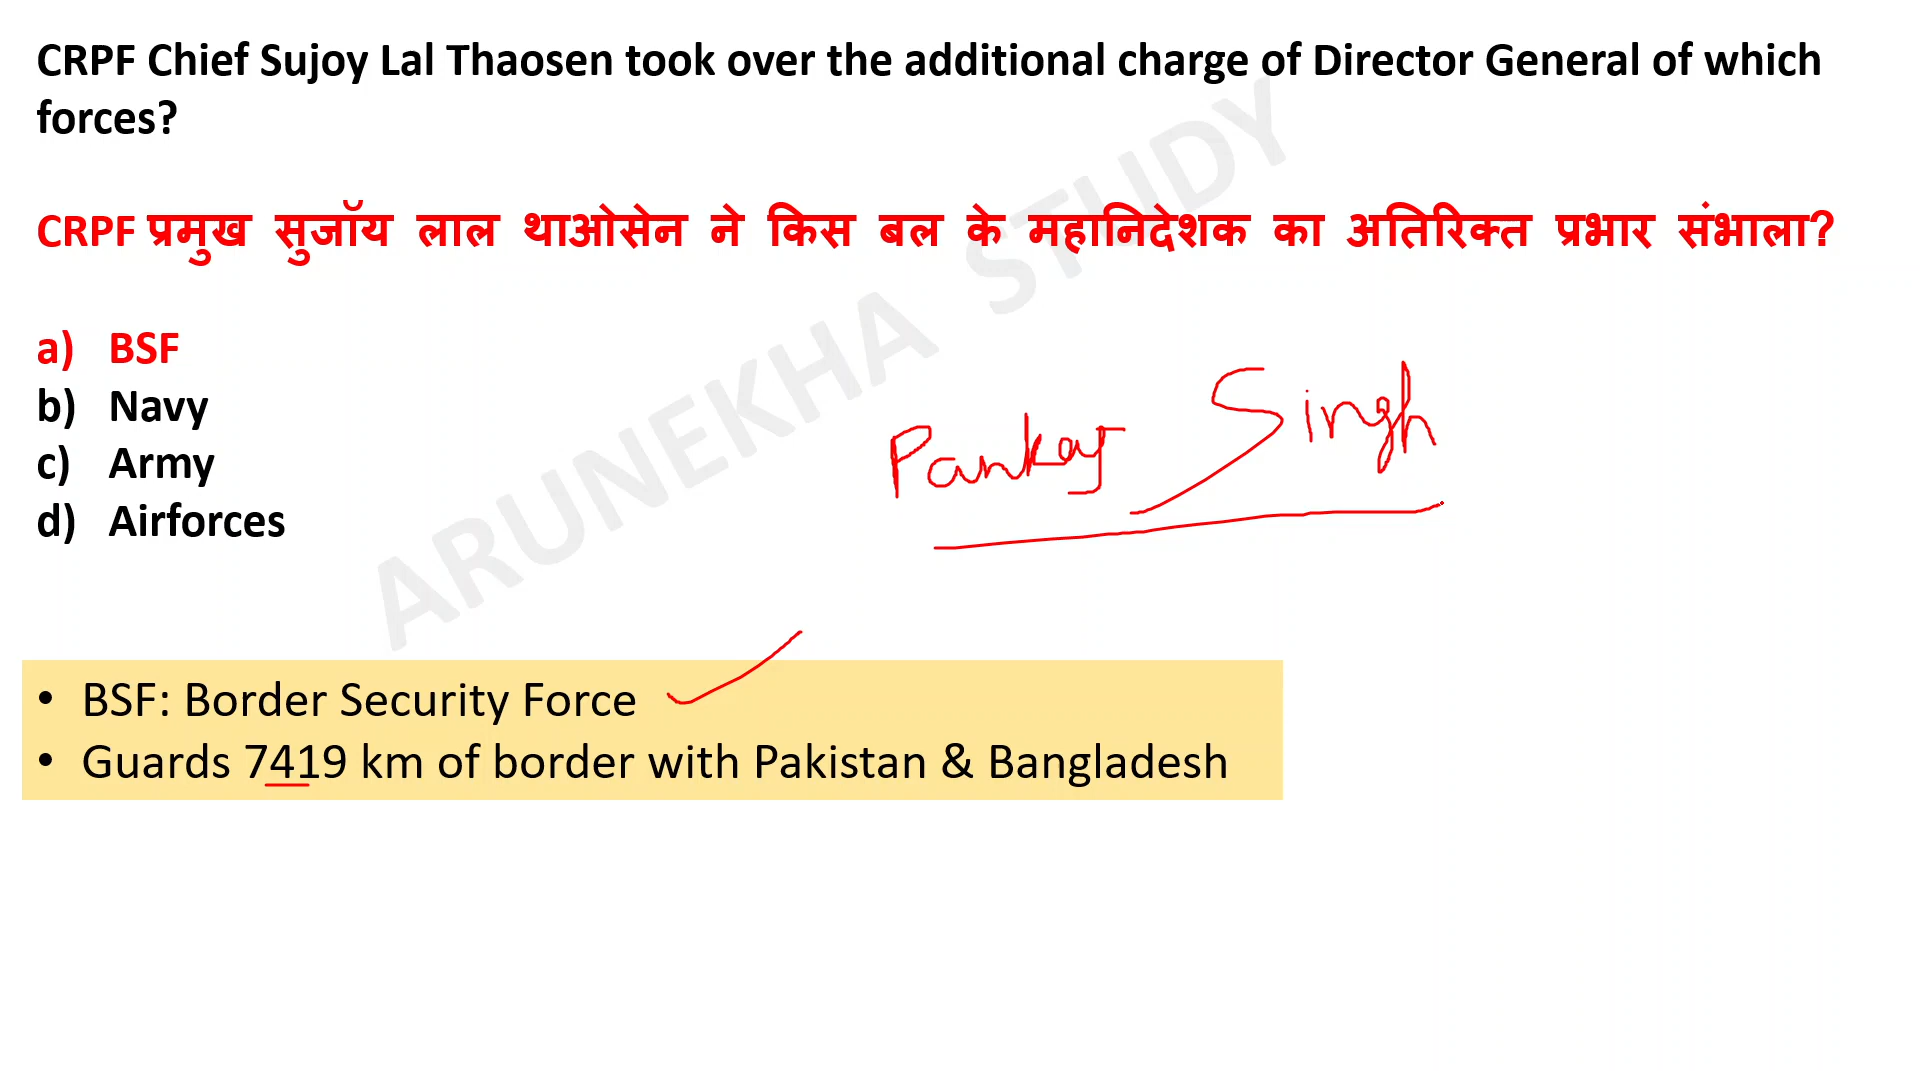 CRPF Chief Sujoy Lal Thaosen took over the additional charge of Director General of which
forces?
CRPF प्रमुख सुजॉय लाल थाओसेन ने किस बल के महानिदेशक का अतिरिक्त प्रभार संभाला?
a) BSF
b) Navy
c) Army
d) Airforces
Pankaj Singh
ARUNEKHA STUDY
• BSF: Border Security Force
• Guards 7419 km of border with Pakistan & Bangladesh